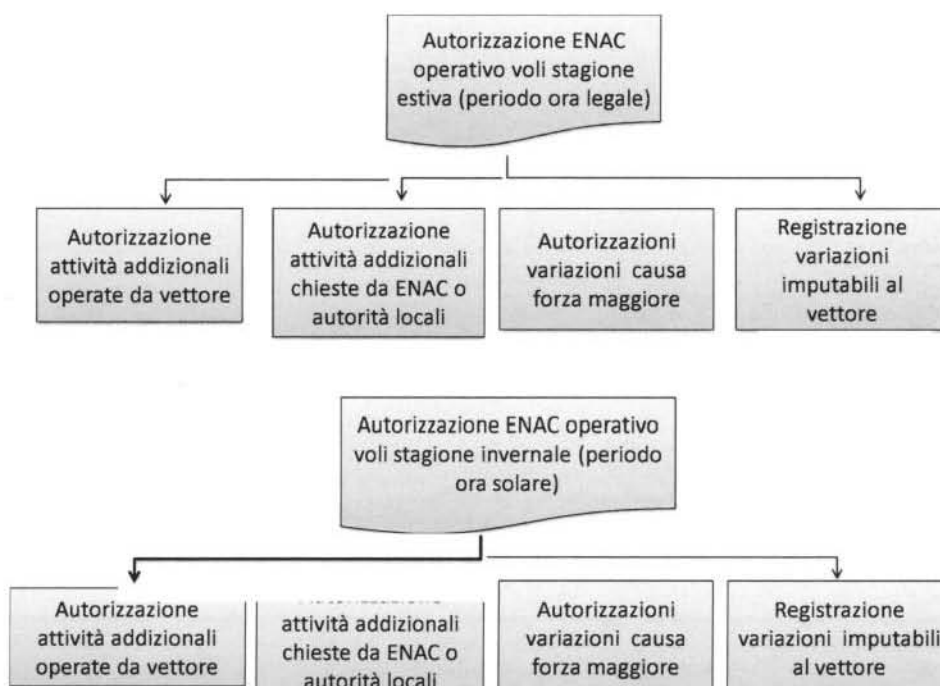 Autorizzazione ENAC
operativo voli stagione
estiva (periodo ora legale)
Autorizzazione
attività addizionali
operate da vettore
Autorizzazione
attività addizionali
chieste da ENAC o
autorità locali
Autorizzazioni
variazioni causa
forza maggiore
Registrazione
variazioni
imputabili al
vettore
Autorizzazione ENAC operativo
voli stagione invernale (periodo
ora solare)
Autorizzazione
attività addizionali
operate da vettore
attività addizionali
chieste da ENAC o
autorità locali
Autorizzazioni
variazioni causa
forza maggiore
Registrazione
variazioni imputabili
al vettore